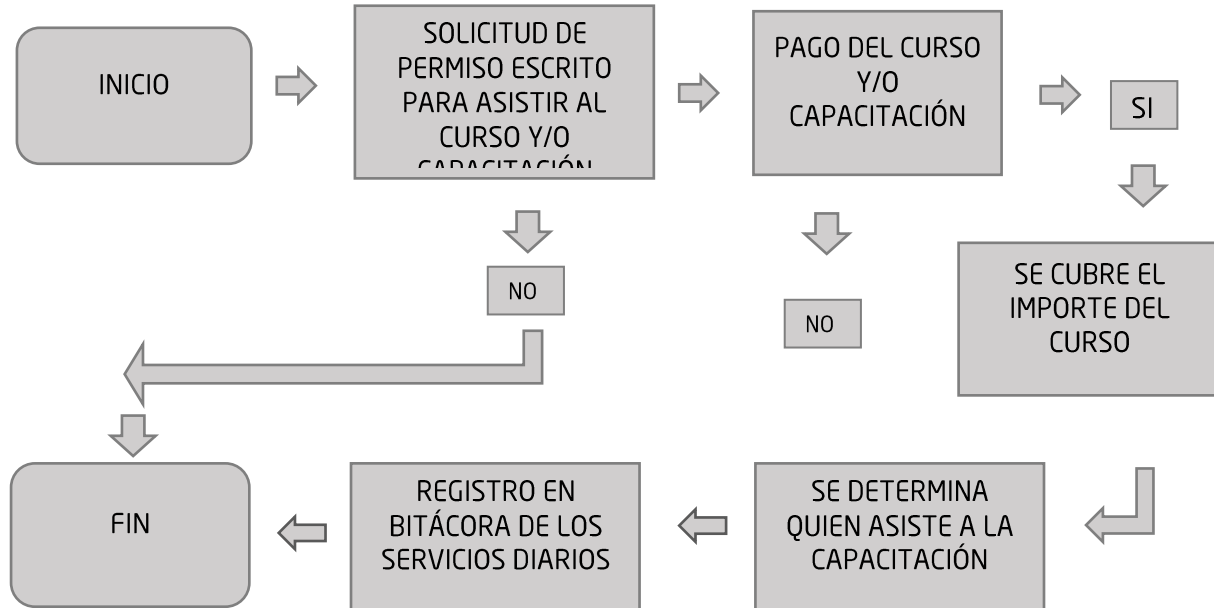 INICIO
SOLICITUD DE
PERMISO ESCRITO
PARA ASISTIR AL
CURSO Y/O
CAPACITACIÓN
PAGO DEL CURSO
Y/O
CAPACITACIÓN
SI
NO
NO
SE CUBRE EL
IMPORTE DEL
CURSO
FIN
REGISTRO EN
BITÁCORA DE LOS
SERVICIOS DIARIOS
SE DETERMINA
QUIEN ASISTE A LA
CAPACITACIÓN